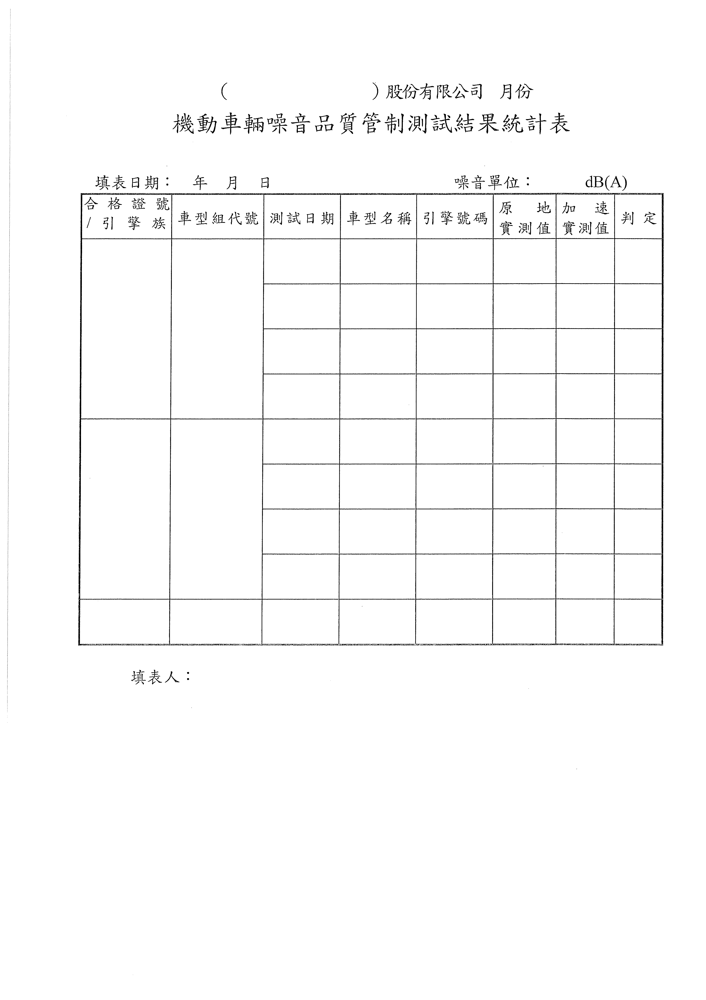 （　　　　　　　　）股份有限公司　月份
機動車輛噪音品質管制測試結果統計表
填表日期：　年　月　日　　　　　　　　　　噪音單位：　　　dB(A)
合格證號/引擎族　車型組代號　測試日期　車型名稱　引擎號碼　原地實測值　加速實測值　判定
填表人：